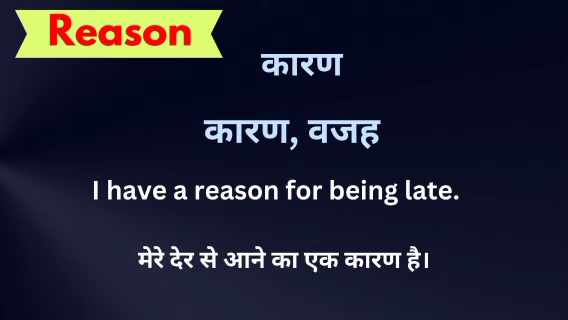 Reason
कारण
कारण, वजह
I have a reason for being late.
मेरे देर से आने का एक कारण है।